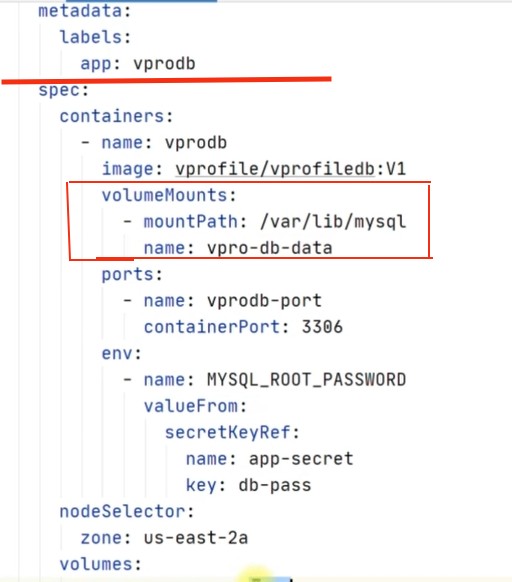 metadata:
labels:
app: vprodb
spec:
containers:
- name: vprodb
image: vprofile/vprofiledb:V1
volumeMounts:
- mountPath: /var/lib/mysql
name: vpro-db-data
ports:
- name: vprodb-port
containerPort: 3306
env:
- name: MYSQL_ROOT_PASSWORD
valueFrom:
secretKeyRef:
name: app-secret
key: db-pass
nodeSelector:
zone: us-east-2a
volumes: